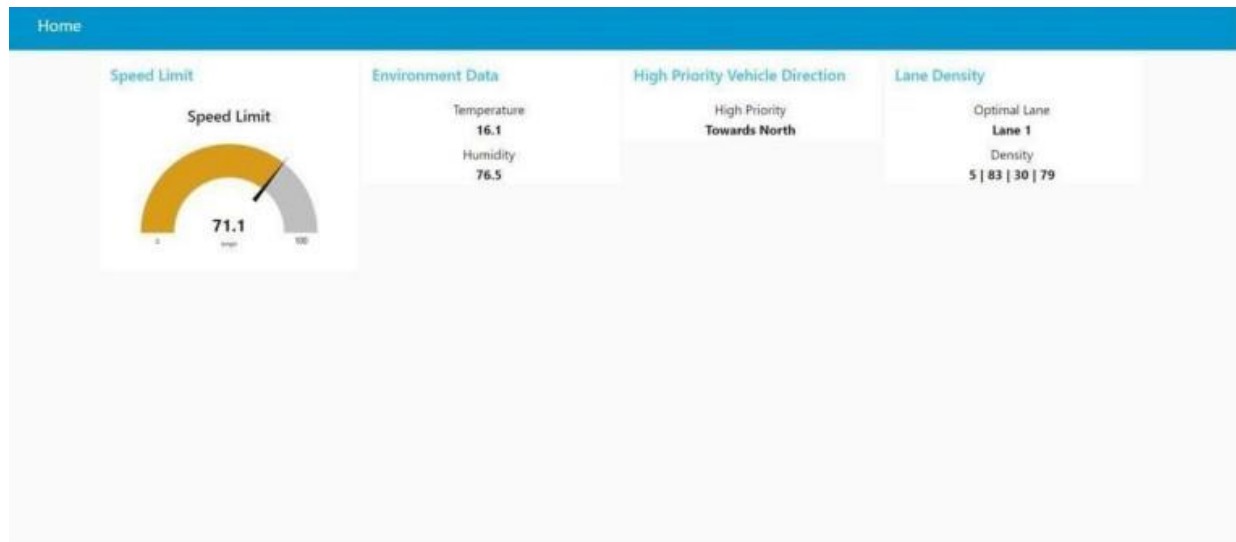 Home
Speed Limit
Speed Limit
71.1
0
100
Environment Data
Temperature
16.1
Humidity
76.5
High Priority Vehicle Direction
High Priority
Towards North
Lane Density
Optimal Lane
Lane 1
Density
5 | 83 | 30 | 79